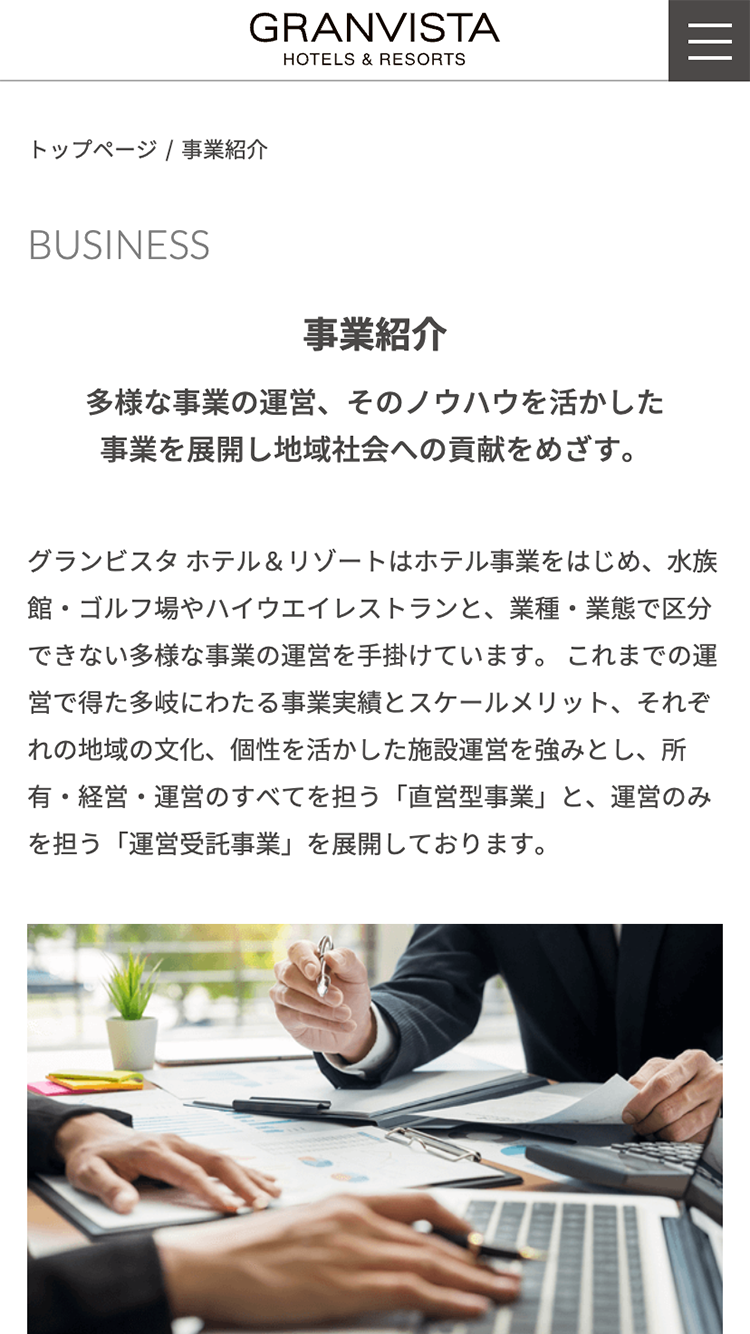 GRANVISTA
HOTELS & RESORTS
トップページ / 事業紹介
BUSINESS
事業紹介
多様な事業の運営、そのノウハウを活かした
事業を展開し地域社会への貢献をめざす。
グランビスタ ホテル＆リゾートはホテル事業をはじめ、水族
館・ゴルフ場やハイウエイレストランと、業種・業態で区分
できない多様な事業の運営を手掛けています。 これまでの運
営で得た多岐にわたる事業実績とスケールメリット、それぞ
れの地域の文化、個性を活かした施設運営を強みとし、所
有・経営・運営のすべてを担う「直営型事業」と、運営のみ
を担う「運営受託事業」を展開しております。